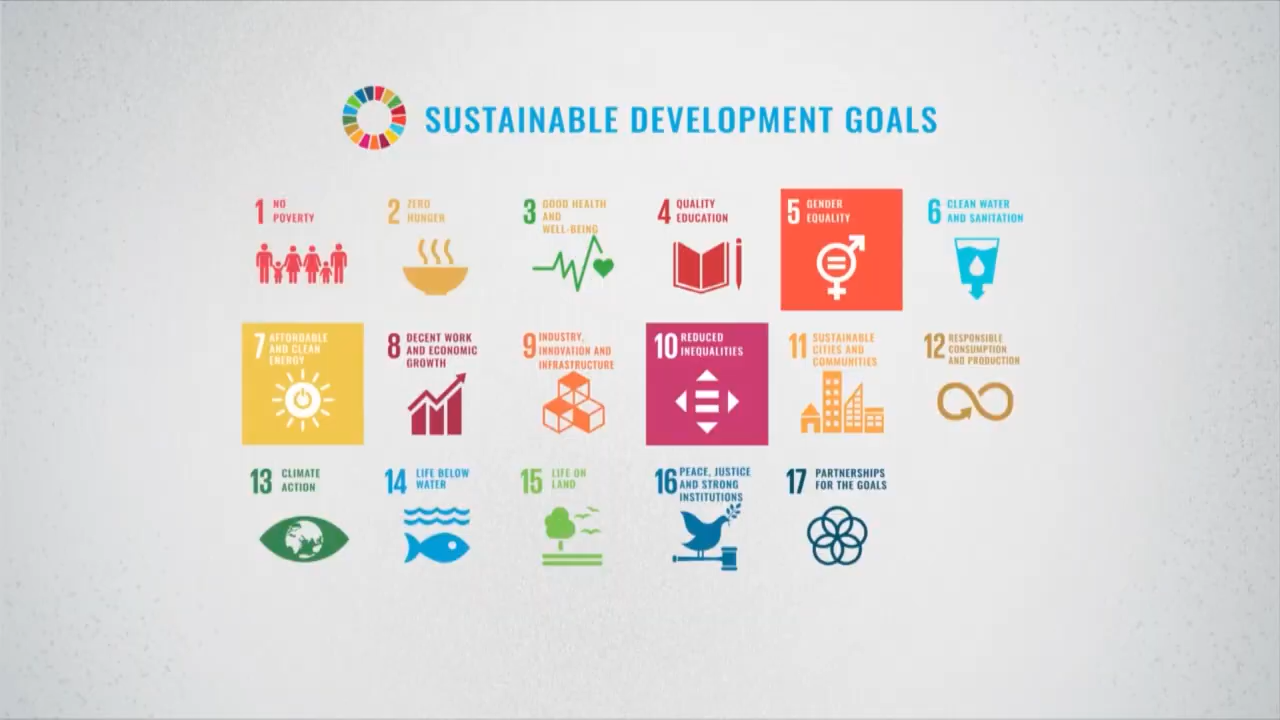 SUSTAINABLE DEVELOPMENT GOALS
1 NO
POVERTY
2 ZERO
HUNGER
3 GOOD HEALTH
AND
WELL-BEING
4 QUALITY
EDUCATION
5 GENDER
EQUALITY
6 CLEAN WATER
AND SANITATION
7 AFFORDABLE
AND CLEAN
ENERGY
8 DECENT WORK
AND ECONOMIC
GROWTH
9 INDUSTRY,
INNOVATION AND
INFRASTRUCTURE
10 REDUCED
INEQUALITIES
11 SUSTAINABLE
CITIES AND
COMMUNITIES
12 RESPONSIBLE
CONSUMPTION
AND PRODUCTION
13 CLIMATE
ACTION
14 LIFE BELOW
WATER
15 LIFE ON
LAND
16 PEACE, JUSTICE
AND STRONG
INSTITUTIONS
17 PARTNERSHIPS
FOR THE GOALS